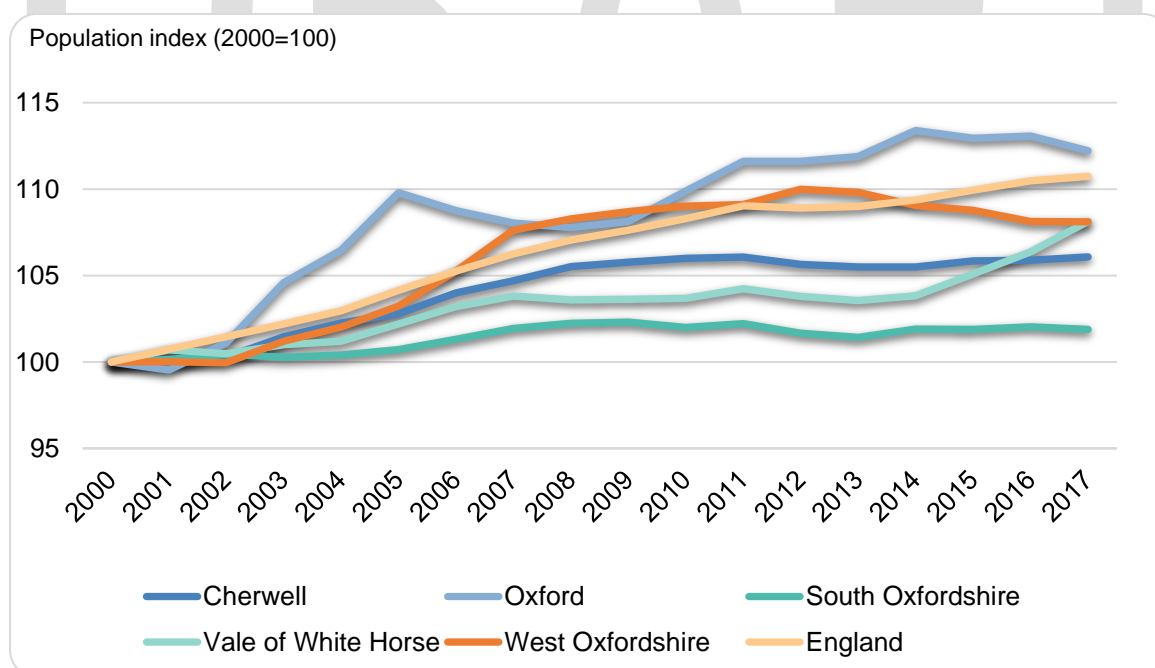 Population index (2000=100)
115
110
105
100
95
2000 2001 2002 2003 2004 2005 2006 2007 2008 2009 2010 2011 2012 2013 2014 2015 2016 2017
Cherwell Oxford South Oxfordshire
Vale of White Horse West Oxfordshire England